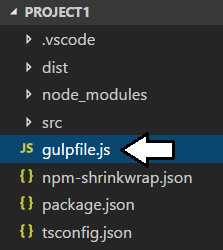 PROJECT1
.vscode
dist
node_modules
src
JS gulpfile.js
{ } npm-shrinkwrap.json
{ } package.json
{ } tsconfig.json